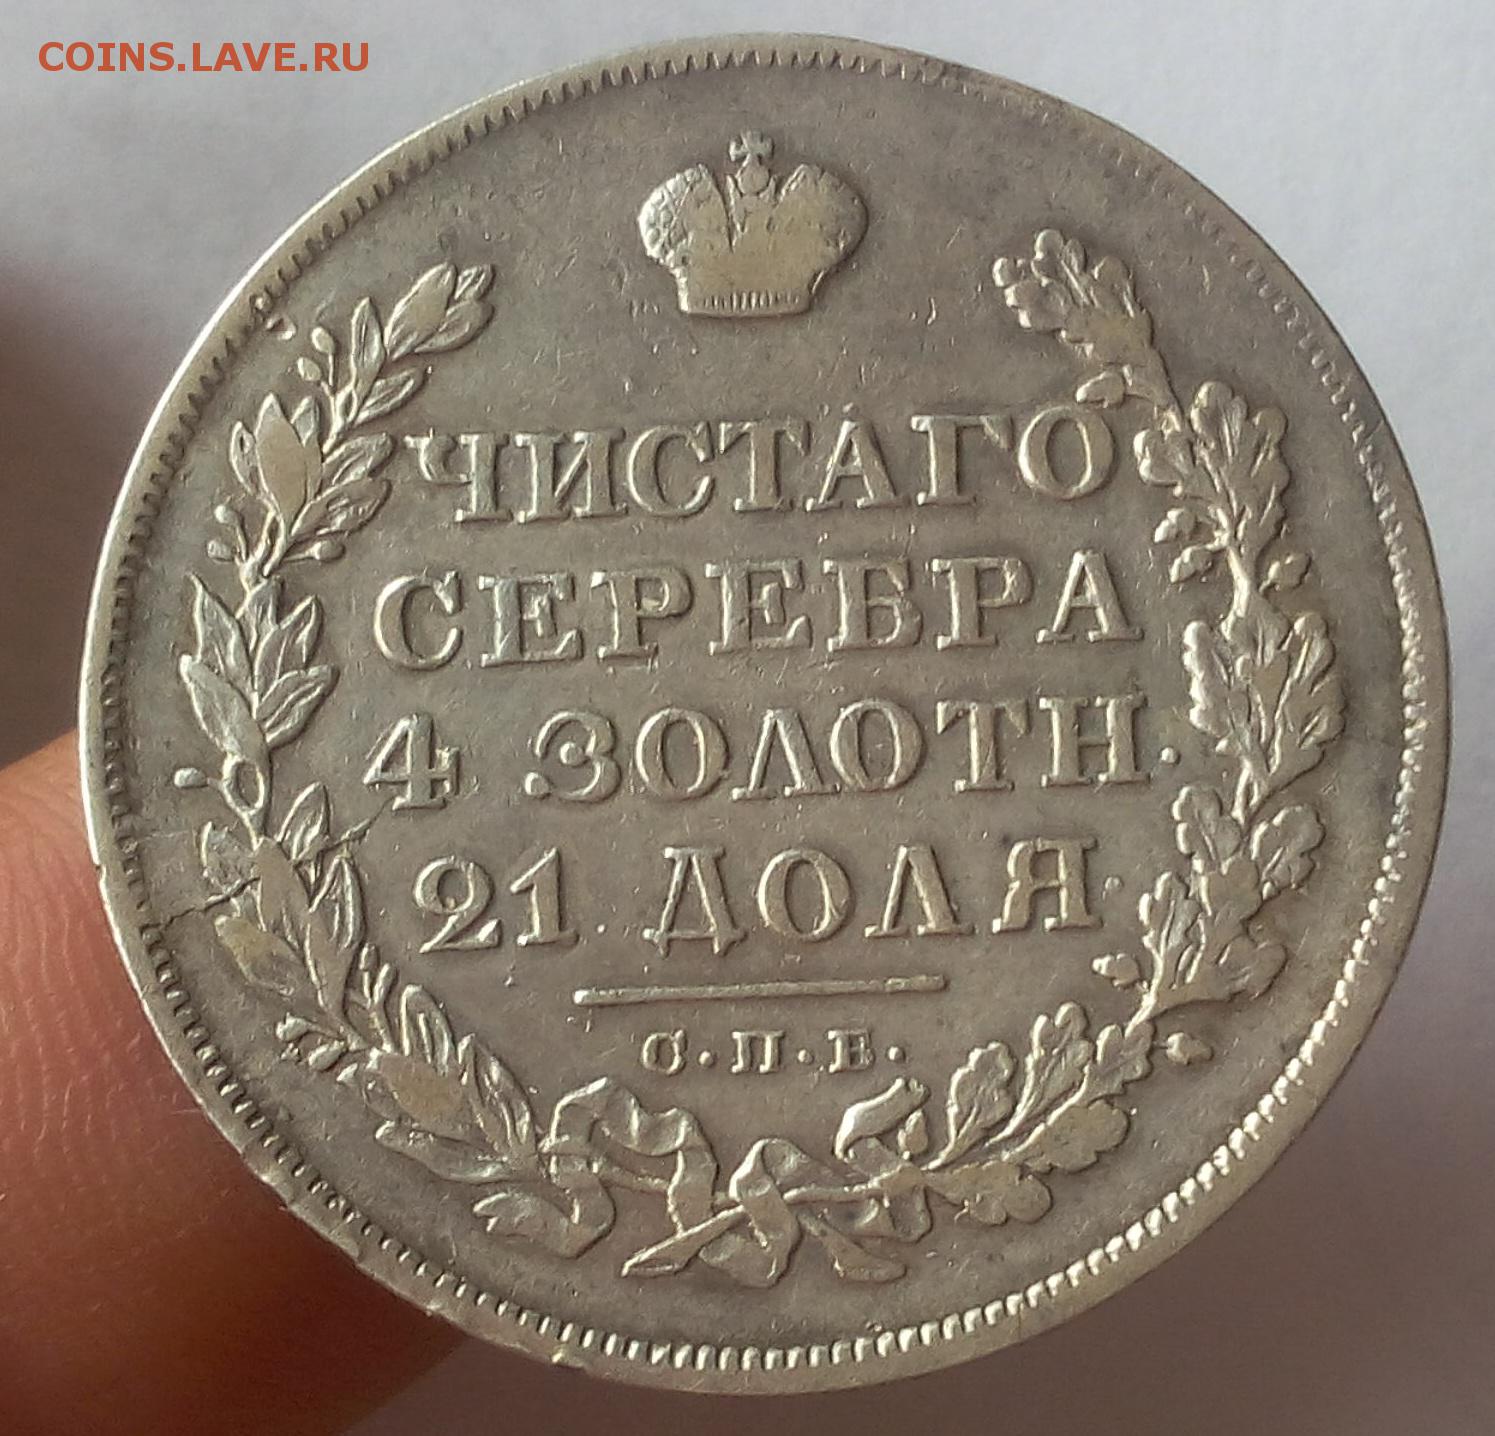 COINS.LAVE.RU
ЧИСТАГО
СЕРЕБРА
4 ЗОЛОТН.
21 ДОЛЯ
С.П.Б.